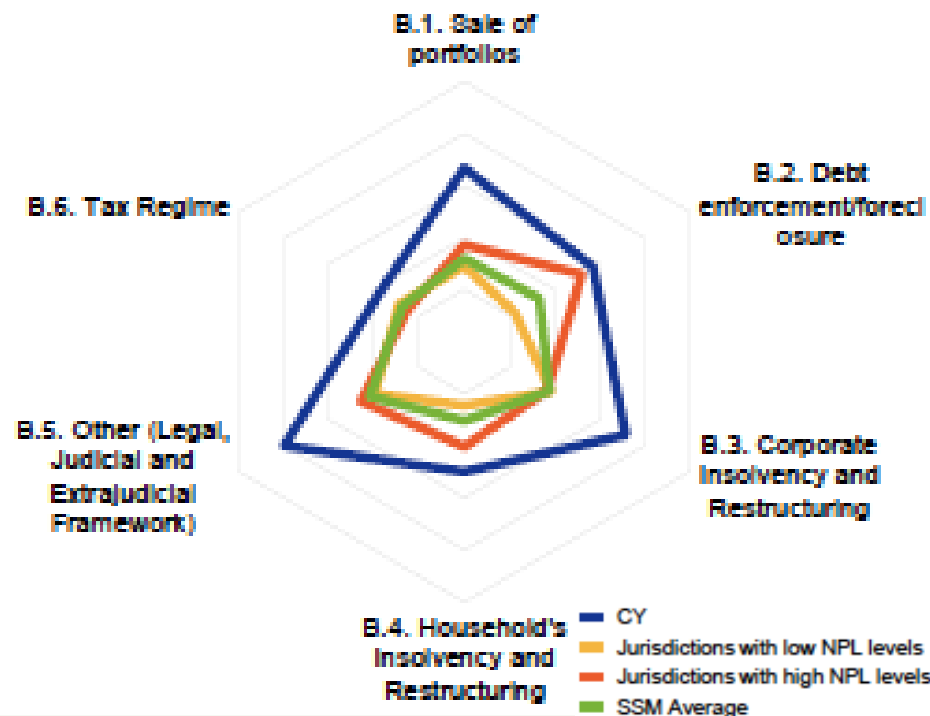 B.1. Sale of
portfolios
B.2. Debt
enforcement/forecl
osure
B.3. Corporate
Insolvency and
Restructuring
B.4. Household's
Insolvency and
Restructuring
B.5. Other (Legal,
Judicial and
Extrajudicial
Framework)
B.6. Tax Regime
CY
Jurisdictions with low NPL levels
Jurisdictions with high NPL levels
SSM Average